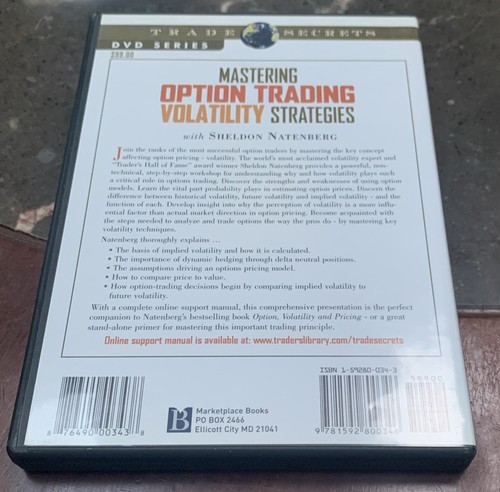 TRADE SECRETS
DVD SERIES
$99.00
MASTERING
OPTION TRADING
VOLATILITY STRATEGIES
with SHELDON NATENBERG
Join the ranks of the most successful option traders by mastering the key concept
affecting option pricing - volatility. The world's most acclaimed volatility expert and
"Trader's Hall of Fame" award winner Sheldon Natenberg provides a powerful, non-
technical, step-by-step workshop for understanding why and how volatility plays such
a critical role in options trading. Discover the strengths and weaknesses of using option
models. Learn the vital part probability plays in estimating option prices. Discern the
difference between historical volatility, future volatility and implied volatility - and the
function of each. Develop insight into why the perception of volatility is a more influ-
ential factor than actual market direction in option pricing. Become acquainted with
the steps needed to analyze and trade options the way the pros do - by mastering key
volatility techniques.
Natenberg thoroughly explains ...
• The basis of implied volatility and how it is calculated.
• The importance of dynamic hedging through delta neutral positions.
• The assumptions driving an options pricing model.
• How to compare price to value.
• How option-trading decisions begin by comparing implied volatility to
future volatility.
With a complete online support manual, this comprehensive presentation is the perfect
companion to Natenberg's bestselling book Option, Volatility and Pricing - or a great
stand-alone primer for mastering this important trading principle.
Online support manual is available at: www.traderslibrary.com/tradesecrets
ISBN 1-59280-034-3
59900
8 76490 00343 8
B
Marketplace Books
PO BOX 2466
Ellicott City MD 21041
9 781592 800346